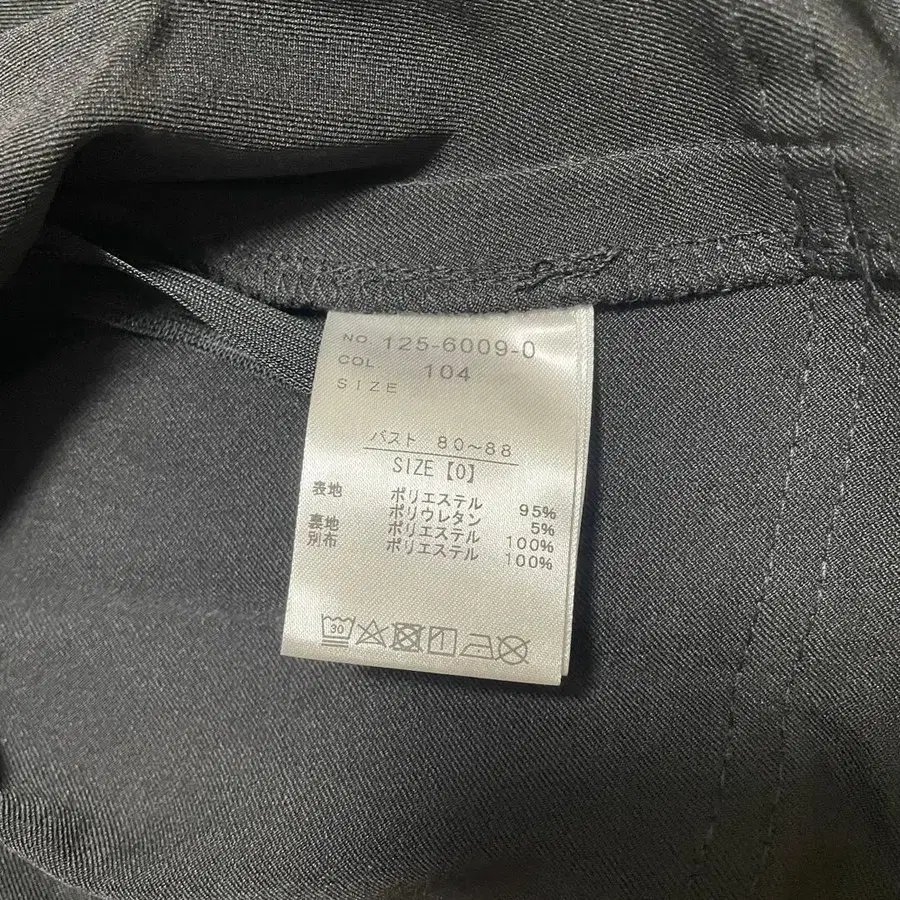 NO. 125-6009-0
COL 104
SIZE
バスト 80～88
SIZE【0】
表地 ポリエステル 95%
ポリウレタン 5%
裏地 ポリエステル 100%
別布 ポリエステル 100%
30